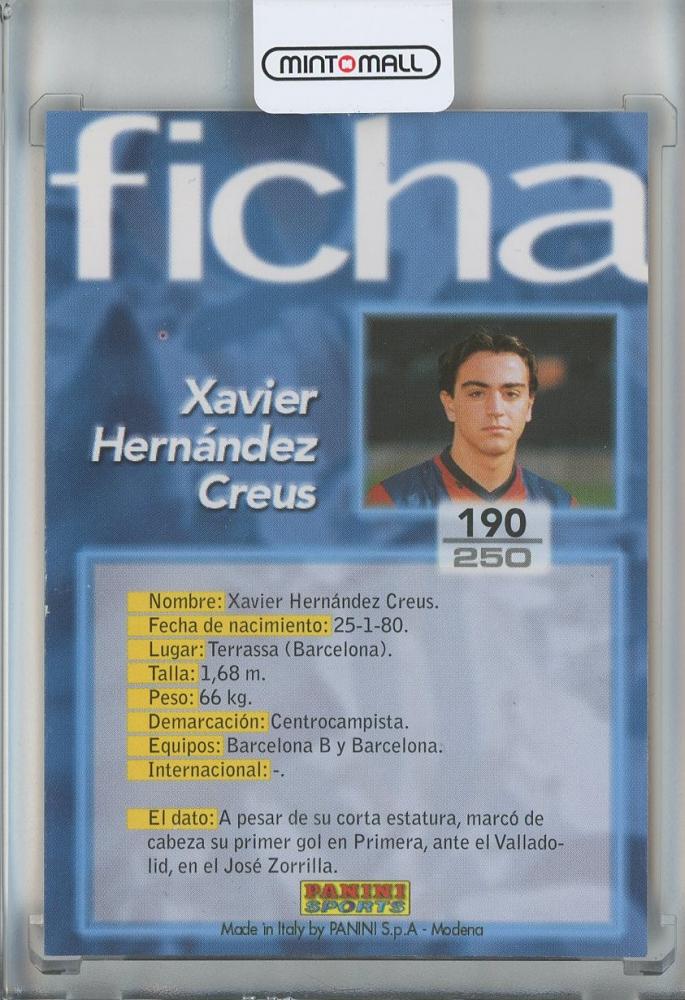 MINT MALL
ficha
Xavier
Hernández
Creus
190
250
Nombre: Xavier Hernández Creus.
Fecha de nacimiento: 25-1-80.
Lugar: Terrassa (Barcelona).
Talla: 1,68 m.
Peso: 66 kg.
Demarcación: Centrocampista.
Equipos: Barcelona B y Barcelona.
Internacional: -.
El dato: A pesar de su corta estatura, marcó de
cabeza su primer gol en Primera, ante el Vallado-
lid, en el José Zorrilla.
PANINI
SPORTS
Made in Italy by PANINI S.p.A - Modena